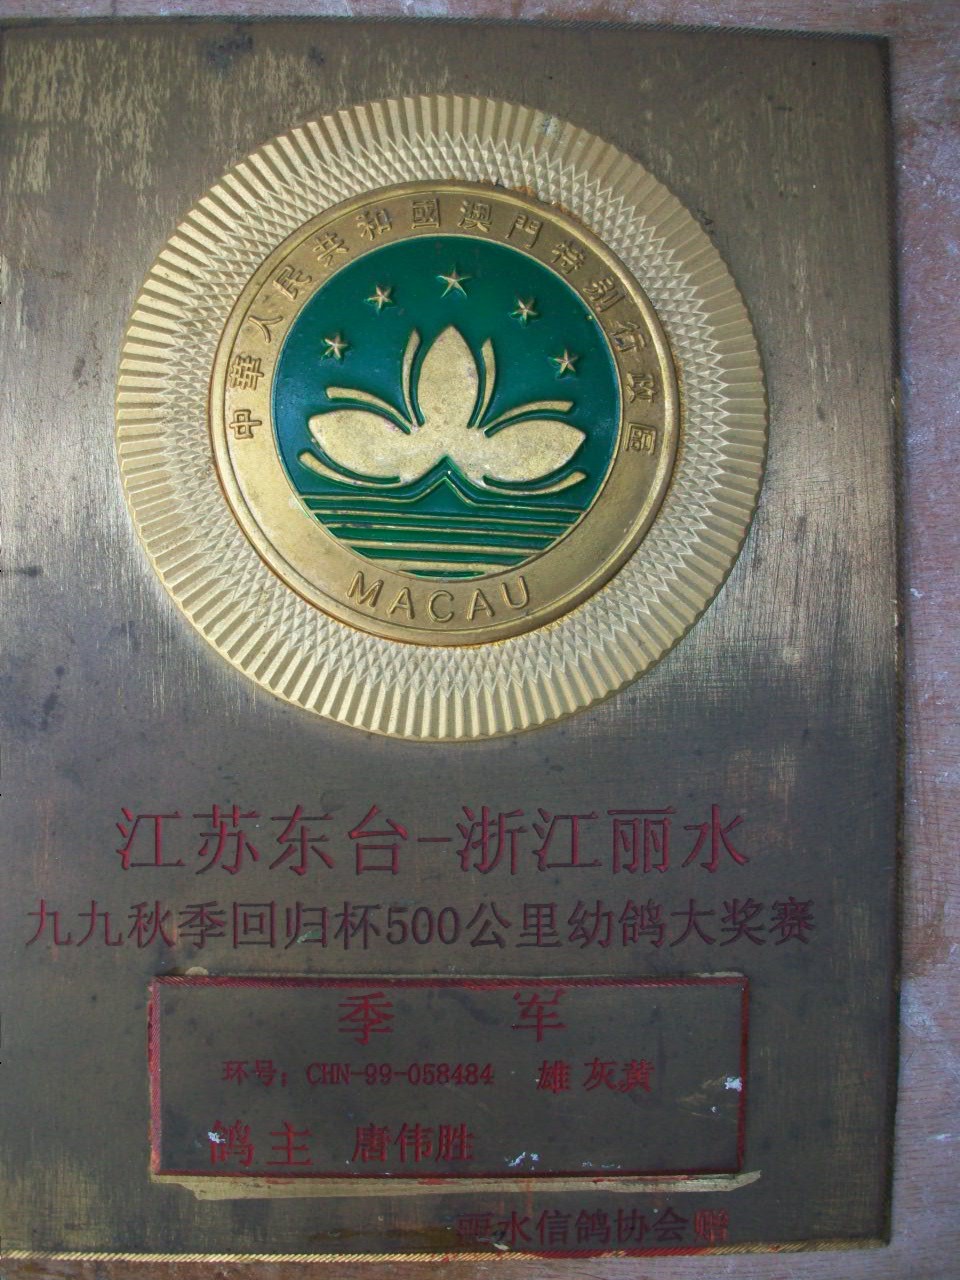 中華人民共和國澳門特別行政區
MACAU
江苏东台-浙江丽水
九九秋季回归杯500公里幼鸽大奖赛
季军
环号：CHN-99-058484 雄 灰黄
鸽主 唐伟胜
丽水信鸽协会赠